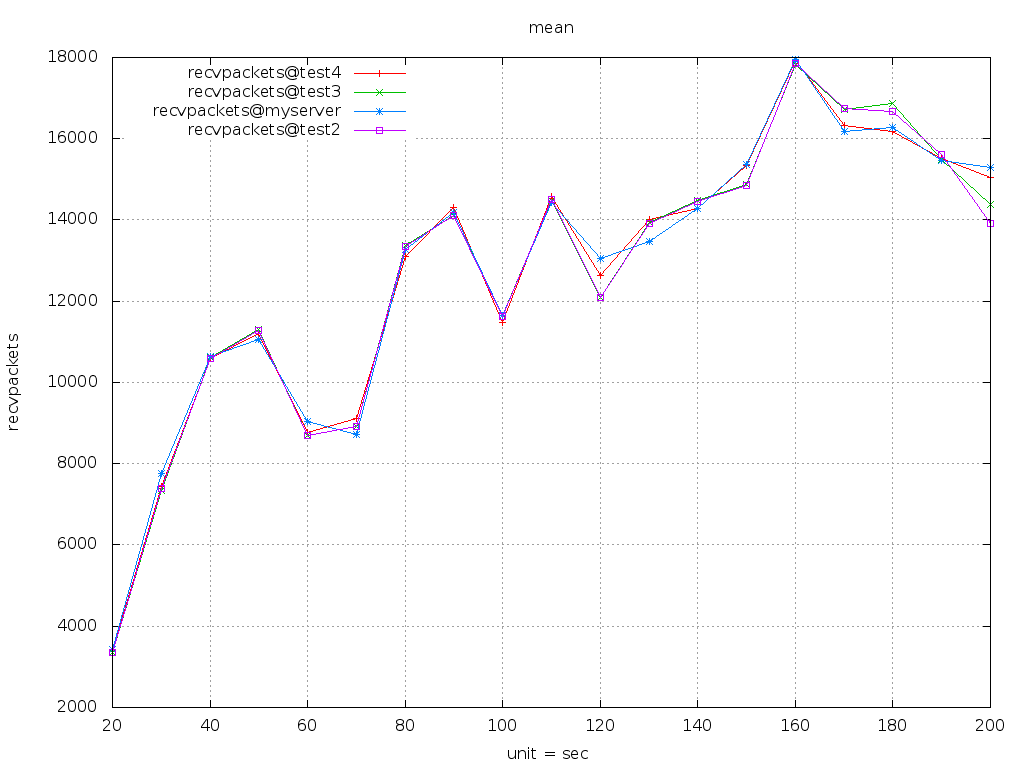 mean
18000
16000
14000
12000
10000
8000
6000
4000
2000
recvpackets
recvpackets@test4
recvpackets@test3
recvpackets@myserver
recvpackets@test2
20 40 60 80 100 120 140 160 180 200
unit = sec